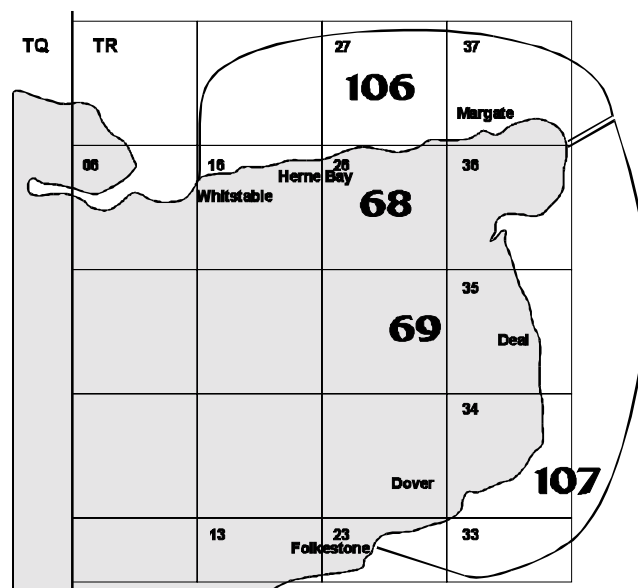 TQ TR 27 37
106
Margate
06 16 26 36
Herne Bay
Whitstable
68
35
69
Deal
34
Dover
107
13 23 33
Folkestone